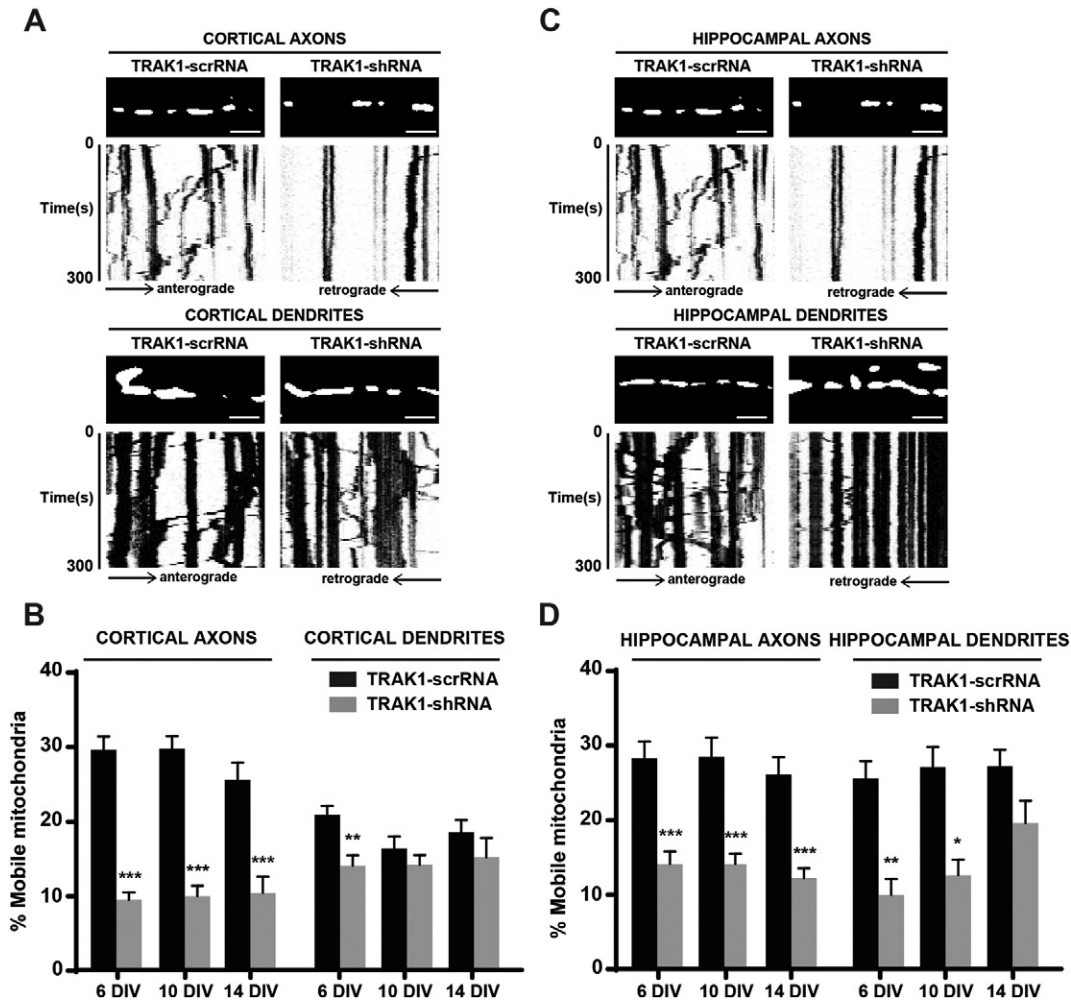 A
CORTICAL AXONS
TRAK1-scrRNA TRAK1-shRNA
0
Time(s)
300
anterograde retrograde
CORTICAL DENDRITES
TRAK1-scrRNA TRAK1-shRNA
0
Time(s)
300
anterograde retrograde
C
HIPPOCAMPAL AXONS
TRAK1-scrRNA TRAK1-shRNA
0
Time(s)
300
anterograde retrograde
HIPPOCAMPAL DENDRITES
TRAK1-scrRNA TRAK1-shRNA
0
Time(s)
300
anterograde retrograde
B
CORTICAL AXONS CORTICAL DENDRITES
TRAK1-scrRNA
TRAK1-shRNA
% Mobile mitochondria
40
30
20
10
0
*** *** *** **
6 DIV 10 DIV 14 DIV 6 DIV 10 DIV 14 DIV
D
HIPPOCAMPAL AXONS HIPPOCAMPAL DENDRITES
TRAK1-scrRNA
TRAK1-shRNA
% Mobile mitochondria
40
30
20
10
0
*** *** *** ** *
6 DIV 10 DIV 14 DIV 6 DIV 10 DIV 14 DIV